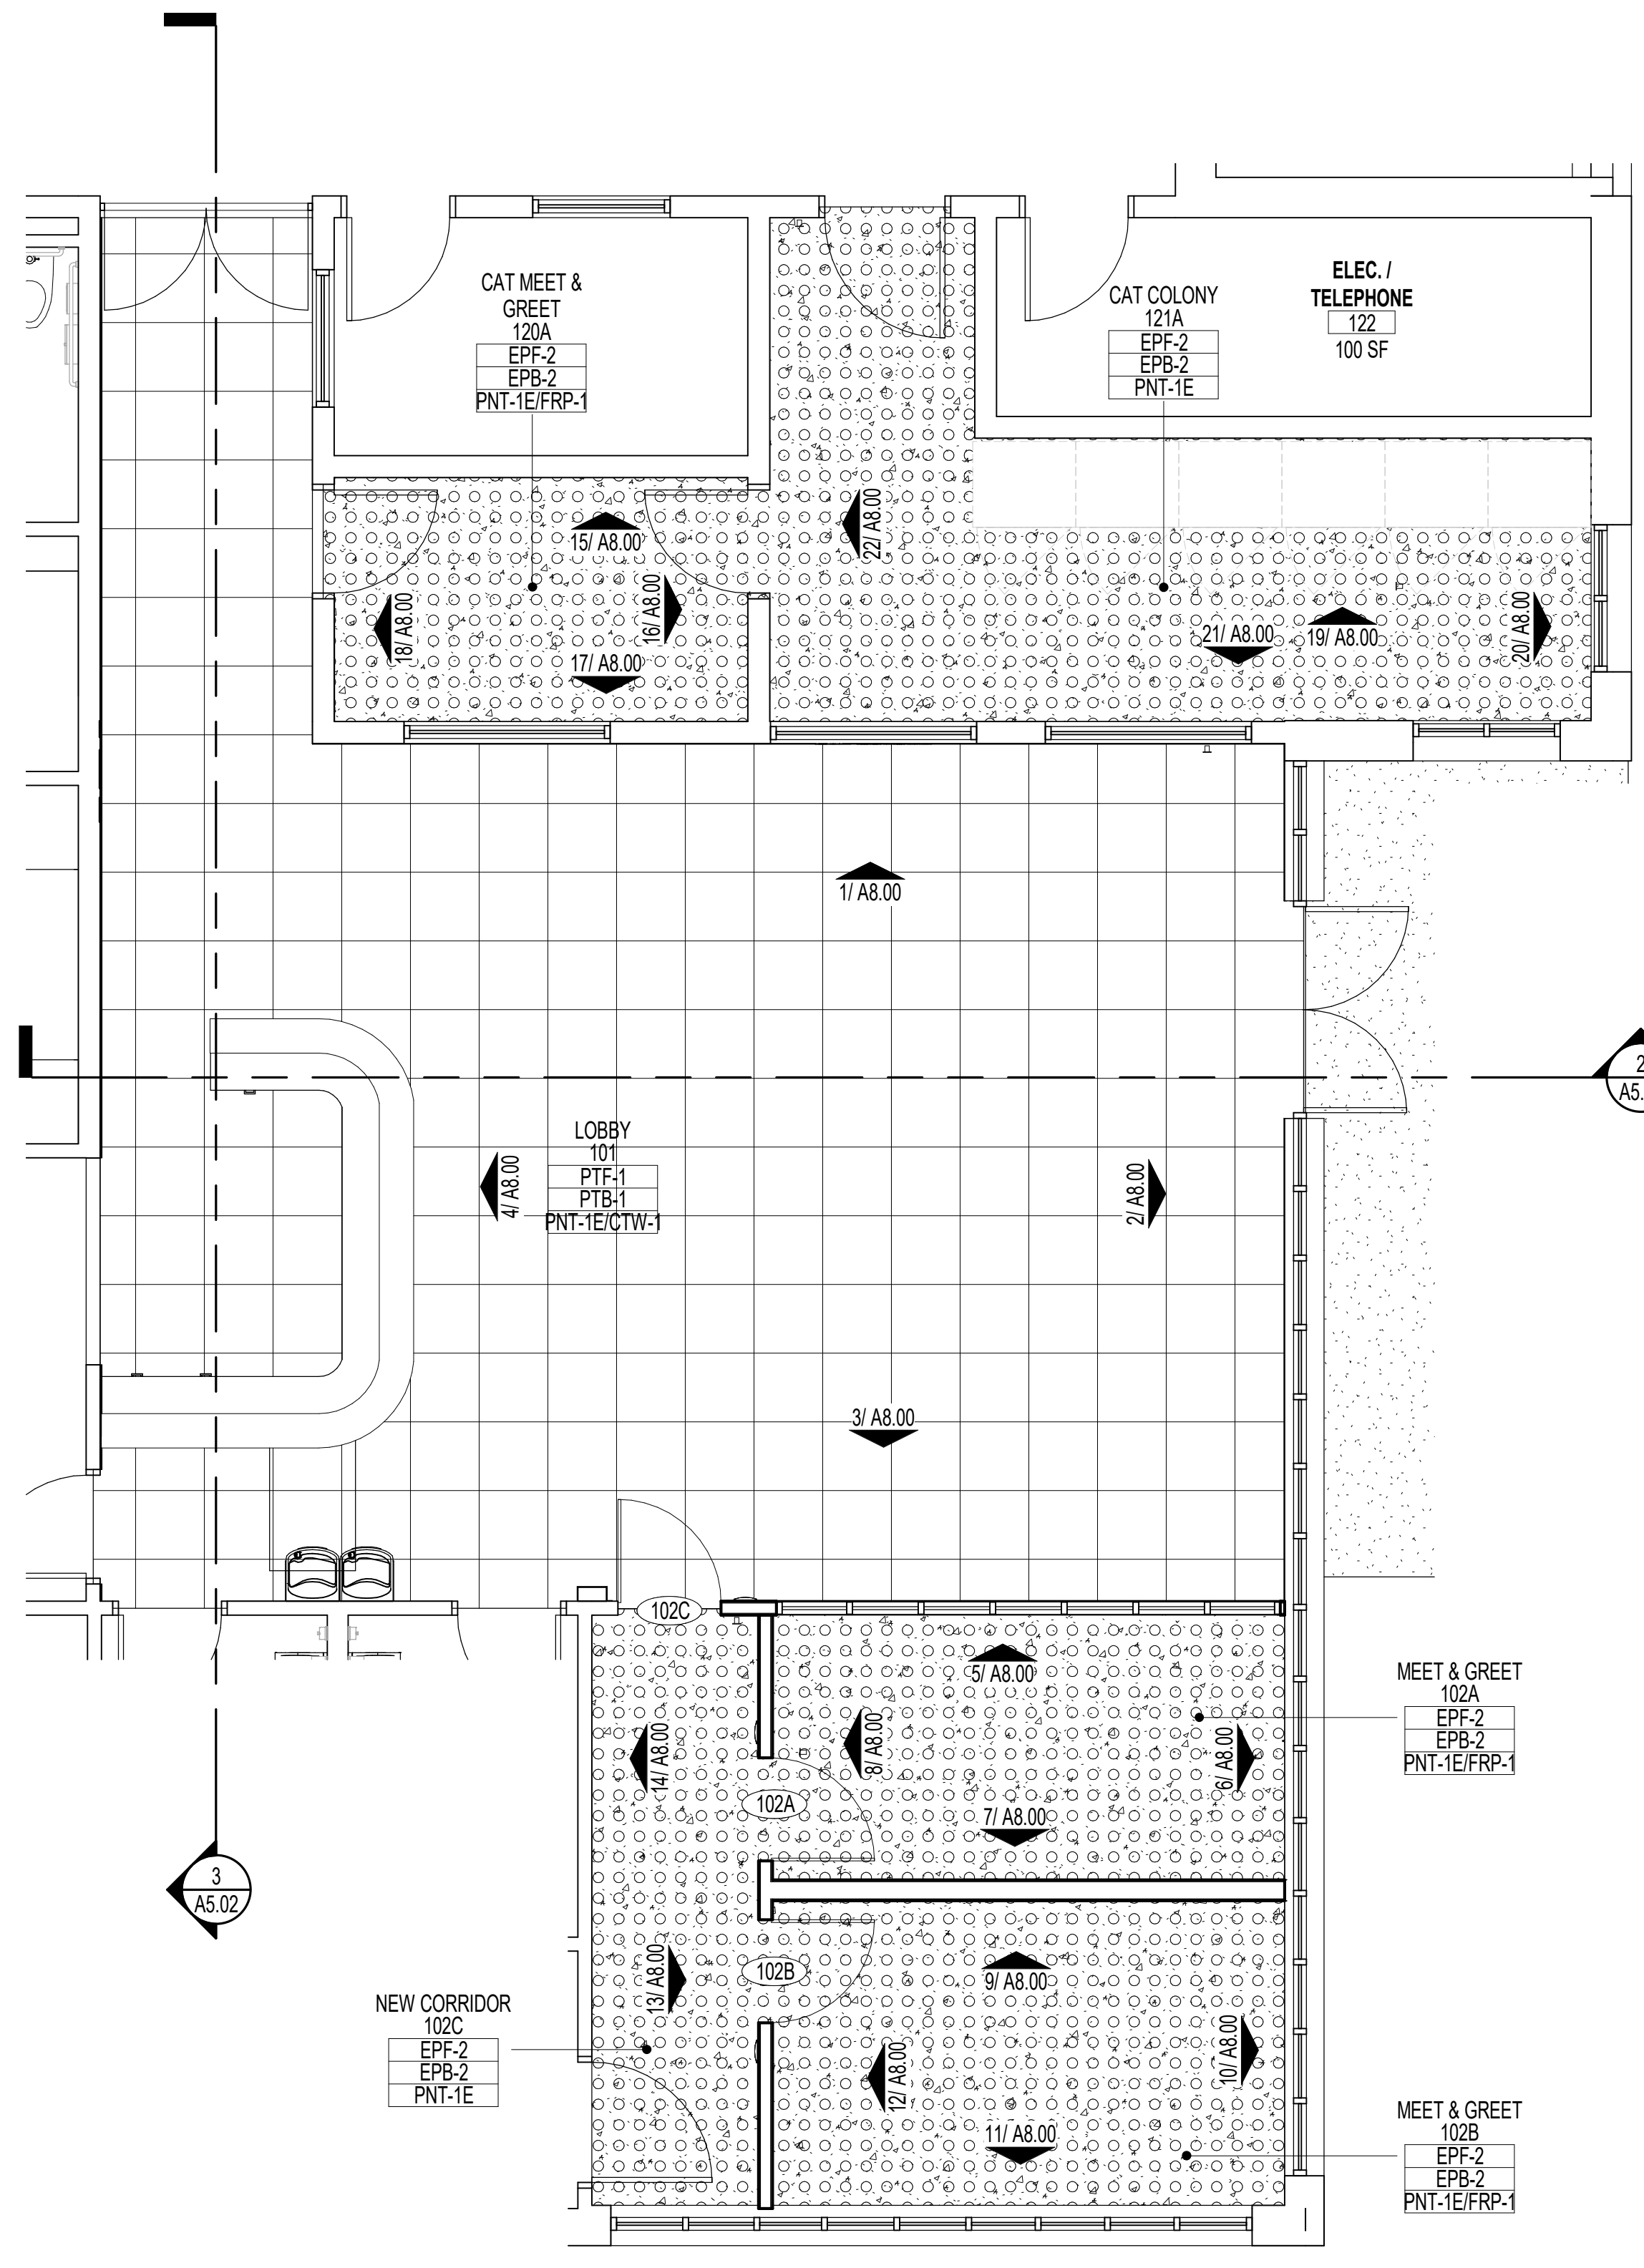 CAT MEET &
GREET
120A
EPF-2
EPB-2
PNT-1E/FRP-1
CAT COLONY
121A
EPF-2
EPB-2
PNT-1E
ELEC. /
TELEPHONE
122
100 SF
15/ A8.00
16/ A8.00
17/ A8.00
18/ A8.00
22/ A8.00
21/ A8.00
19/ A8.00
20/ A8.00
1/ A8.00
2
A5.
LOBBY
101
PTF-1
PTB-1
PNT-1E/CTW-1
4/ A8.00
2/ A8.00
3/ A8.00
102C
5/ A8.00
14/ A8.00
8/ A8.00
6/ A8.00
7/ A8.00
102A
MEET & GREET
102A
EPF-2
EPB-2
PNT-1E/FRP-1
3
A5.02
102B
13/ A8.00
9/ A8.00
12/ A8.00
10/ A8.00
11/ A8.00
NEW CORRIDOR
102C
EPF-2
EPB-2
PNT-1E
MEET & GREET
102B
EPF-2
EPB-2
PNT-1E/FRP-1